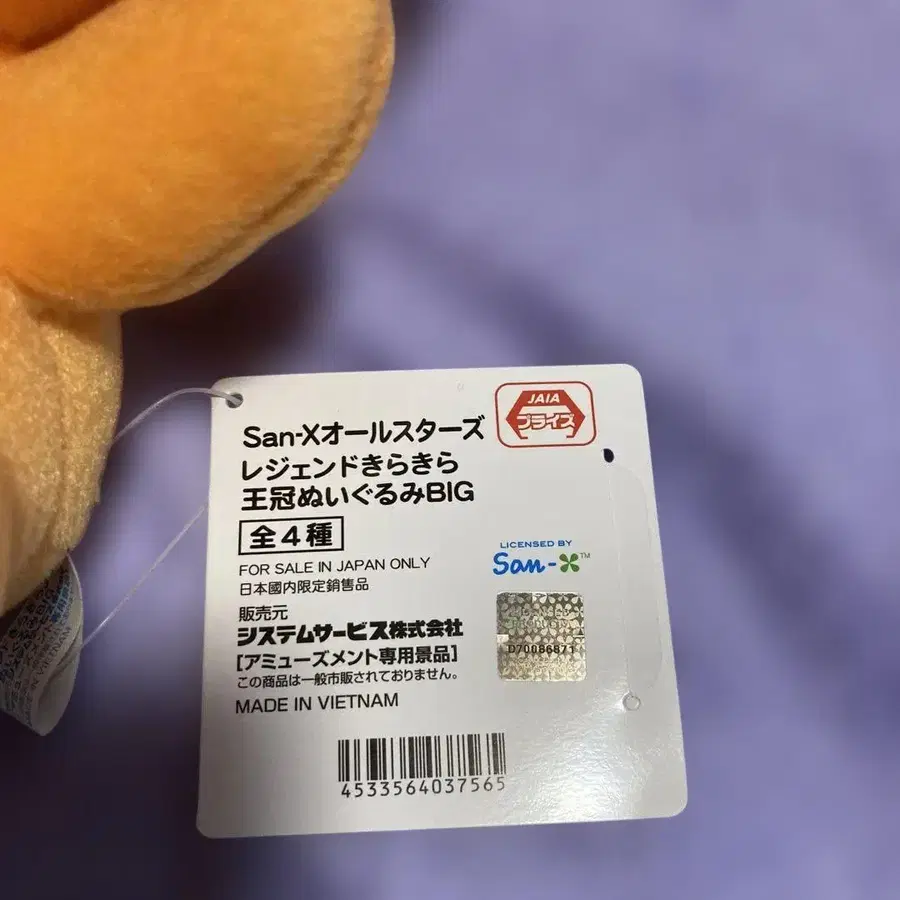 San-Xオールスターズ
レジェンドきらきら
王冠ぬいぐるみBIG
全4種
FOR SALE IN JAPAN ONLY
日本國内限定銷售品
販売元
システムサービス株式会社
[アミューズメント専用景品]
この商品は一般市販されておりません。
MADE IN VIETNAM
4533564037565
JAIA
プライズ
LICENSED BY
San-X™
D70086871